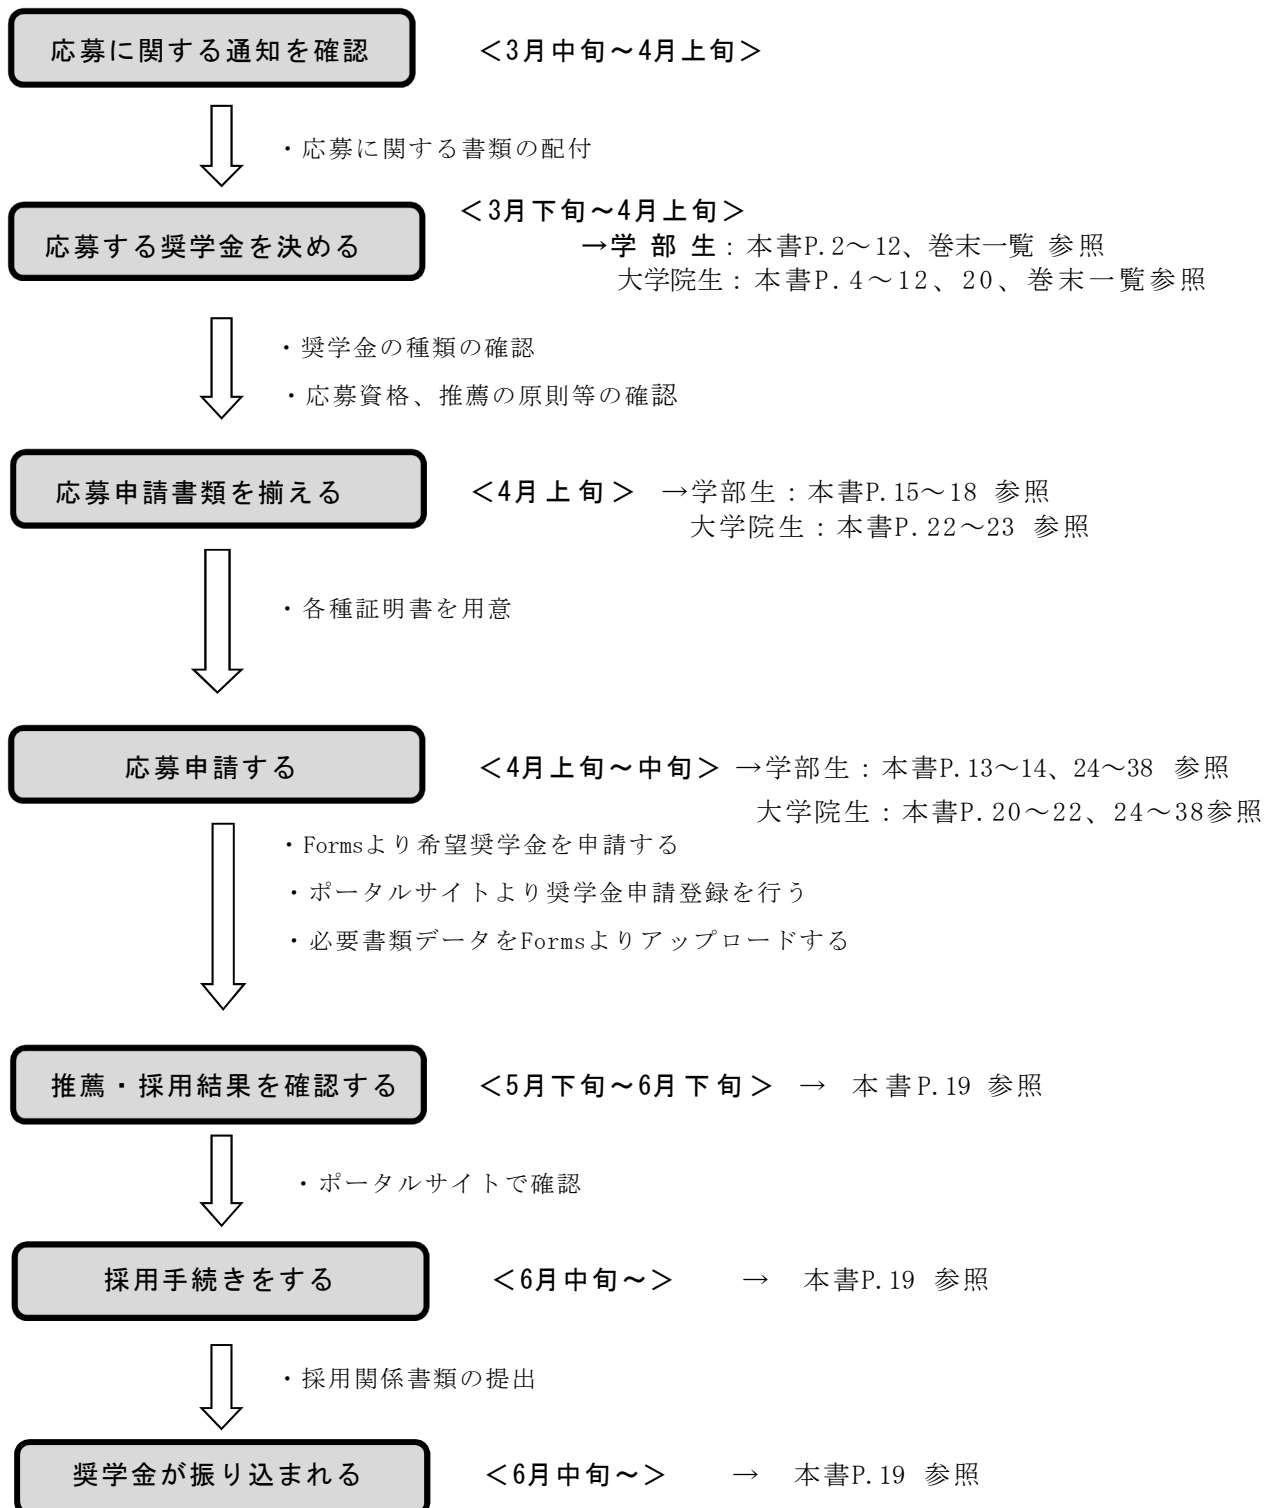 応募に関する通知を確認 ＜3月中旬～4月上旬＞
・応募に関する書類の配付
＜3月下旬～4月上旬＞
応募する奨学金を決める →学部生：本書P.2～12、巻末一覧 参照
大学院生：本書P.4～12、20、巻末一覧参照
・奨学金の種類の確認
・応募資格、推薦の原則等の確認
応募申請書類を揃える ＜4月上旬＞ →学部生：本書P.15～18 参照
大学院生：本書P.22～23 参照
・各種証明書を用意
応募申請する ＜4月上旬～中旬＞ →学部生：本書P.13～14、24～38 参照
大学院生：本書P.20～22、24～38参照
・Formsより希望奨学金を申請する
・ポータルサイトより奨学金申請登録を行う
・必要書類データをFormsよりアップロードする
推薦・採用結果を確認する ＜5月下旬～6月下旬＞ → 本書P.19 参照
・ポータルサイトで確認
採用手続きをする ＜6月中旬～＞ → 本書P.19 参照
・採用関係書類の提出
奨学金が振り込まれる ＜6月中旬～＞ → 本書P.19 参照